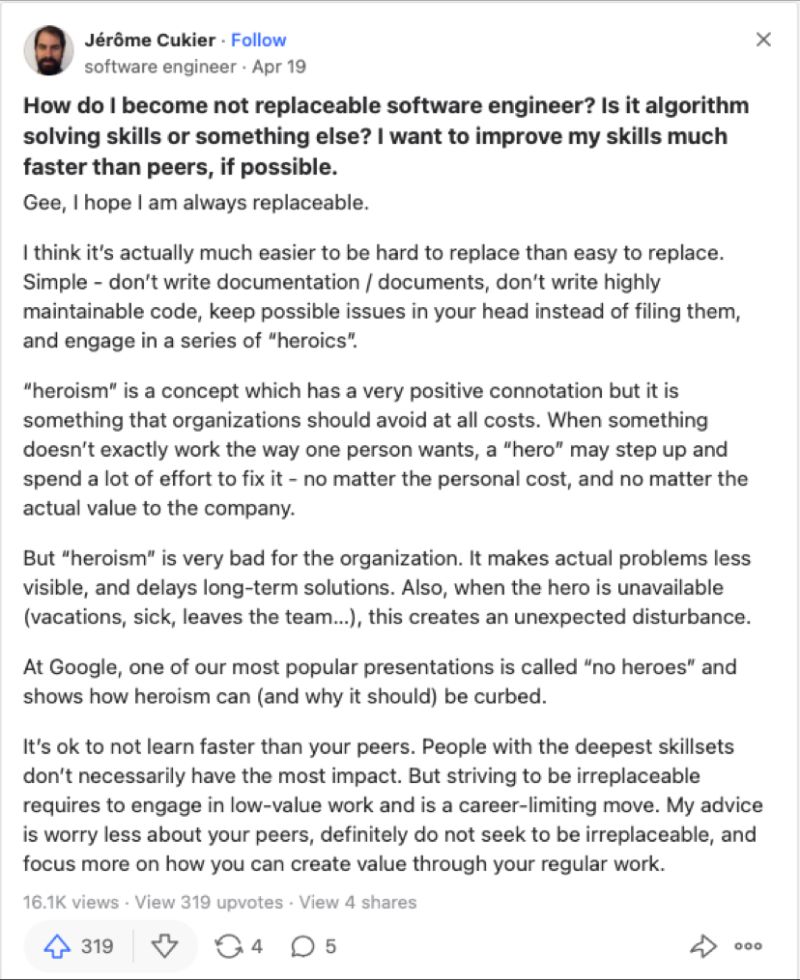 Jérôme Cukier · Follow
software engineer · Apr 19
How do I become not replaceable software engineer? Is it algorithm
solving skills or something else? I want to improve my skills much
faster than peers, if possible.
Gee, I hope I am always replaceable.
I think it’s actually much easier to be hard to replace than easy to replace.
Simple - don’t write documentation / documents, don’t write highly
maintainable code, keep possible issues in your head instead of filing them,
and engage in a series of “heroics”.
“heroism” is a concept which has a very positive connotation but it is
something that organizations should avoid at all costs. When something
doesn’t exactly work the way one person wants, a “hero” may step up and
spend a lot of effort to fix it - no matter the personal cost, and no matter the
actual value to the company.
But “heroism” is very bad for the organization. It makes actual problems less
visible, and delays long-term solutions. Also, when the hero is unavailable
(vacations, sick, leaves the team...), this creates an unexpected disturbance.
At Google, one of our most popular presentations is called “no heroes” and
shows how heroism can (and why it should) be curbed.
It’s ok to not learn faster than your peers. People with the deepest skillsets
don’t necessarily have the most impact. But striving to be irreplaceable
requires to engage in low-value work and is a career-limiting move. My advice
is worry less about your peers, definitely do not seek to be irreplaceable, and
focus more on how you can create value through your regular work.
16.1K views · View 319 upvotes · View 4 shares
319 4 5